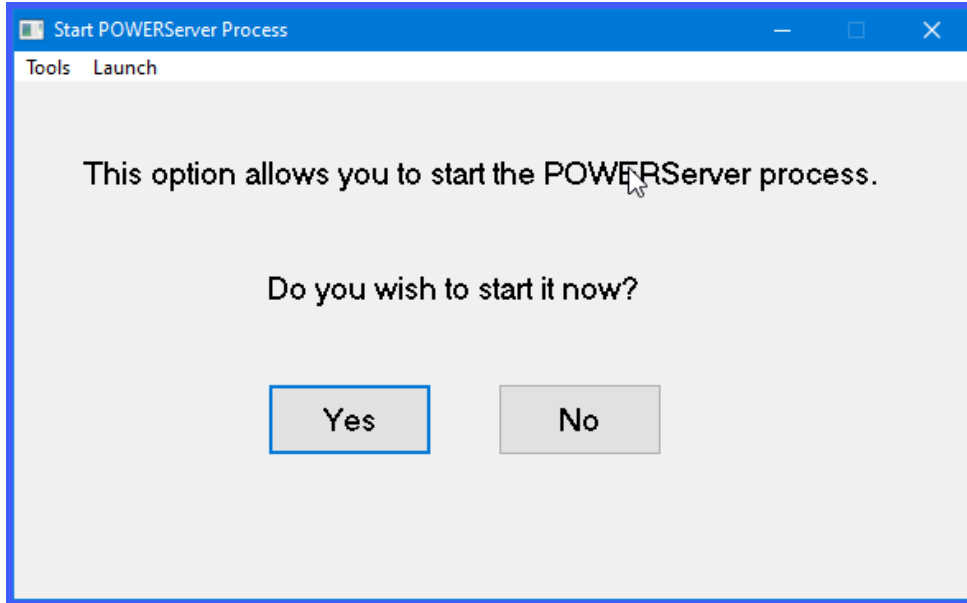 Start POWERServer Process
Tools Launch
This option allows you to start the POWERServer process.
Do you wish to start it now?
Yes No